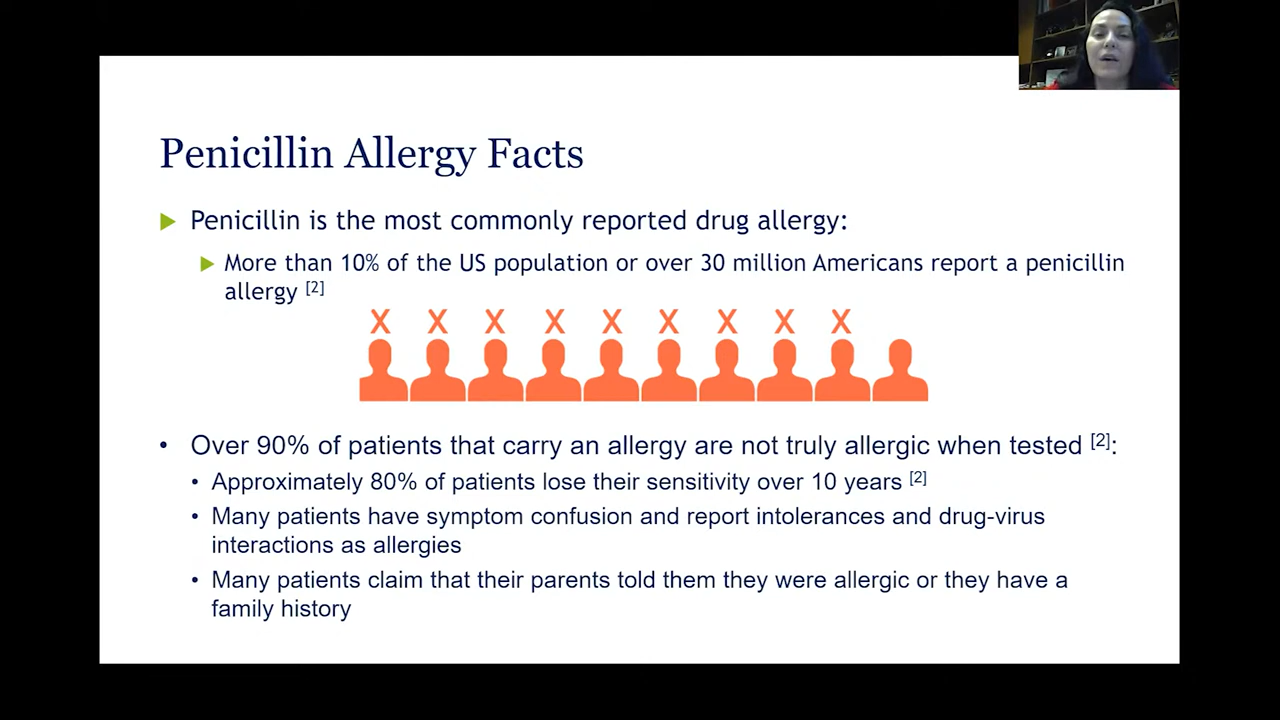 Penicillin Allergy Facts
Penicillin is the most commonly reported drug allergy:
More than 10% of the US population or over 30 million Americans report a penicillin
allergy [2]
X X X X X X X X X
• Over 90% of patients that carry an allergy are not truly allergic when tested [2]:
• Approximately 80% of patients lose their sensitivity over 10 years [2]
• Many patients have symptom confusion and report intolerances and drug-virus
interactions as allergies
• Many patients claim that their parents told them they were allergic or they have a
family history